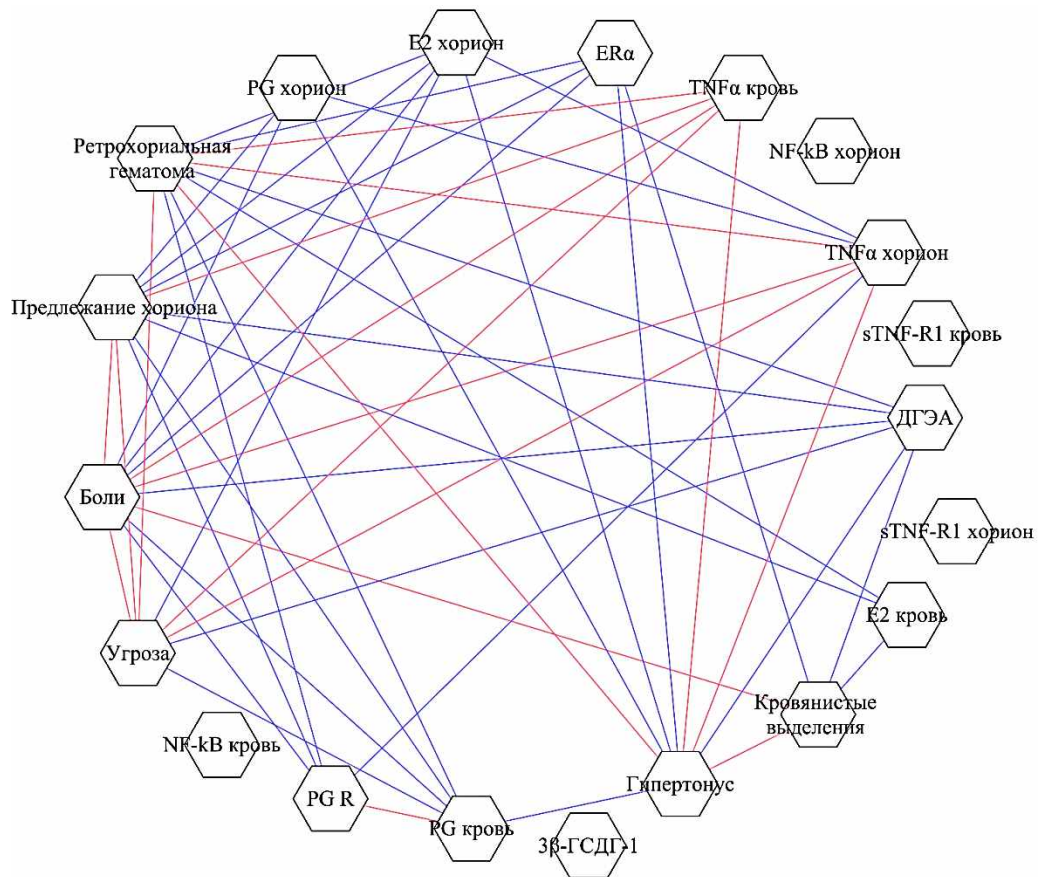 E2 хорион
ERα
PG хорион
TNFα кровь
Ретрохориальная
гематома
NF-kB хорион
TNFα хорион
Предлежание хориона
sTNF-R1 кровь
ДГЭА
Боли
sTNF-R1 хорион
E2 кровь
Угроза
Кровянистые
выделения
NF-kB кровь
Гипертонус
PG R
PG кровь
3β-ГСДГ-1